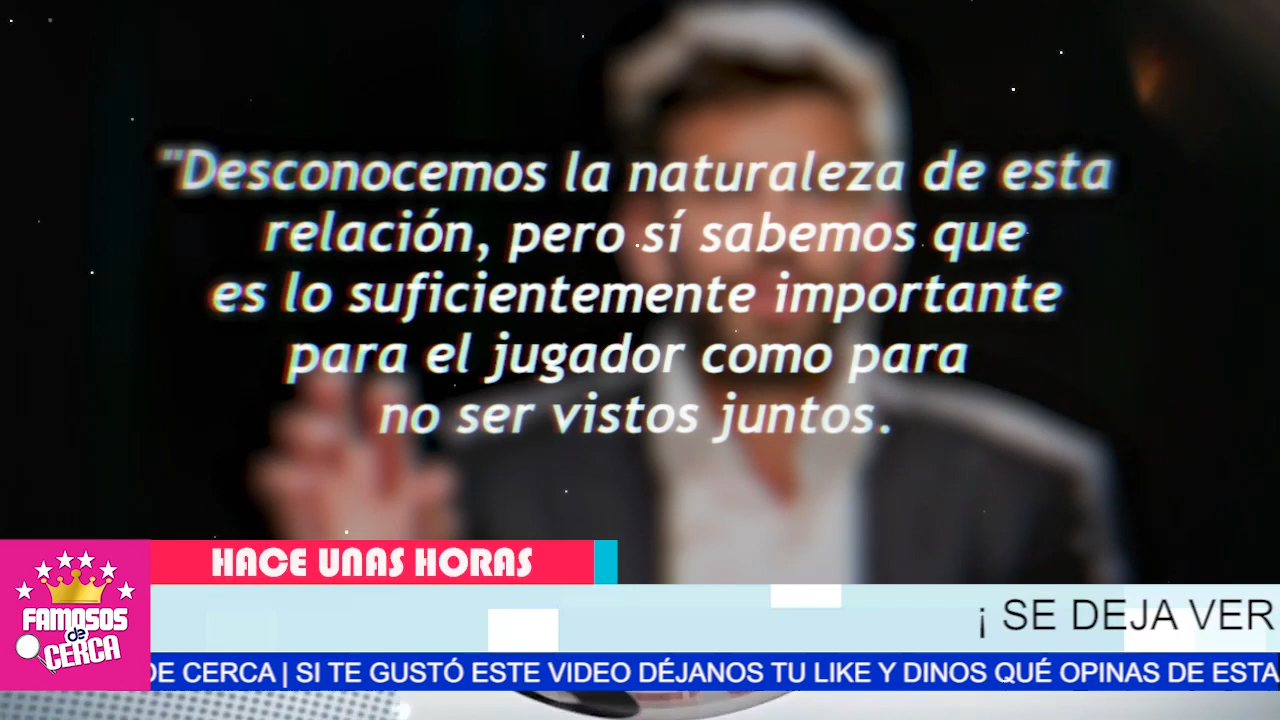 "Desconocemos la naturaleza de esta
relación, pero sí sabemos que
es lo suficientemente importante
para el jugador como para
no ser vistos juntos.
HACE UNAS HORAS
¡ SE DEJA VER
FAMOSOS
de
CERCA
DE CERCA | SI TE GUSTÓ ESTE VIDEO DÉJANOS TU LIKE Y DINOS QUÉ OPINAS DE ESTA